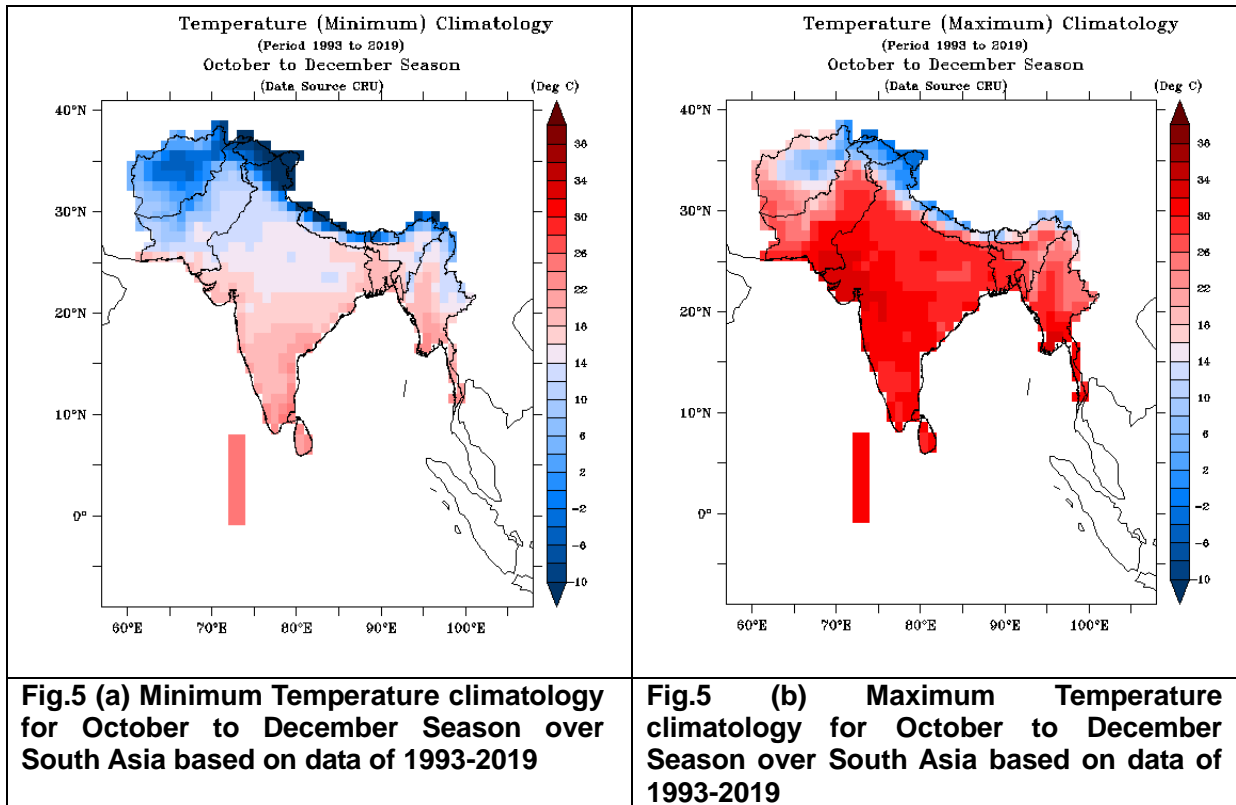 Temperature (Minimum) Climatology
(Period 1993 to 2019)
October to December Season
(Data Source CRU)
(Deg C)
40°N
30°N
20°N
10°N
0°
60°E
70°E
80°E
90°E
100°E
38
34
30
26
22
18
14
10
6
2
-2
-6
-10
Fig.5 (a) Minimum Temperature climatology
for October to December Season over
South Asia based on data of 1993-2019
Temperature (Maximum) Climatology
(Period 1993 to 2019)
October to December Season
(Data Source CRU)
(Deg C)
40°N
30°N
20°N
10°N
0°
60°E
70°E
80°E
90°E
100°E
38
34
30
26
22
18
14
10
6
2
-2
-6
-10
Fig.5 (b) Maximum Temperature
climatology for October to December
Season over South Asia based on data of
1993-2019